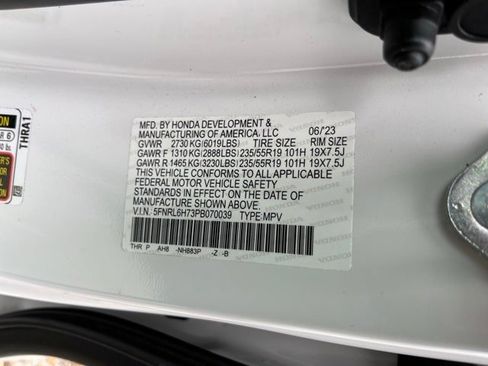 MFD. BY HONDA DEVELOPMENT &
MANUFACTURING OF AMERICA, LLC 06/'23
GVWR 2730 KG(6019LBS) TIRE SIZE RIM SIZE
GAWR F 1310 KG(2888LBS) 235/55R19 101H 19X7.5J
GAWR R 1465 KG(3230LBS) 235/55R19 101H 19X7.5J
THIS VEHICLE CONFORMS TO ALL APPLICABLE
FEDERAL MOTOR VEHICLE SAFETY
STANDARDS IN EFFECT ON THE DATE OF
MANUFACTURE SHOWN ABOVE.
V.I.N. 5FNRL6H73PB070039 TYPE:MPV
THR P AH8 -NH883P -Z -B
THRA1
HONDA